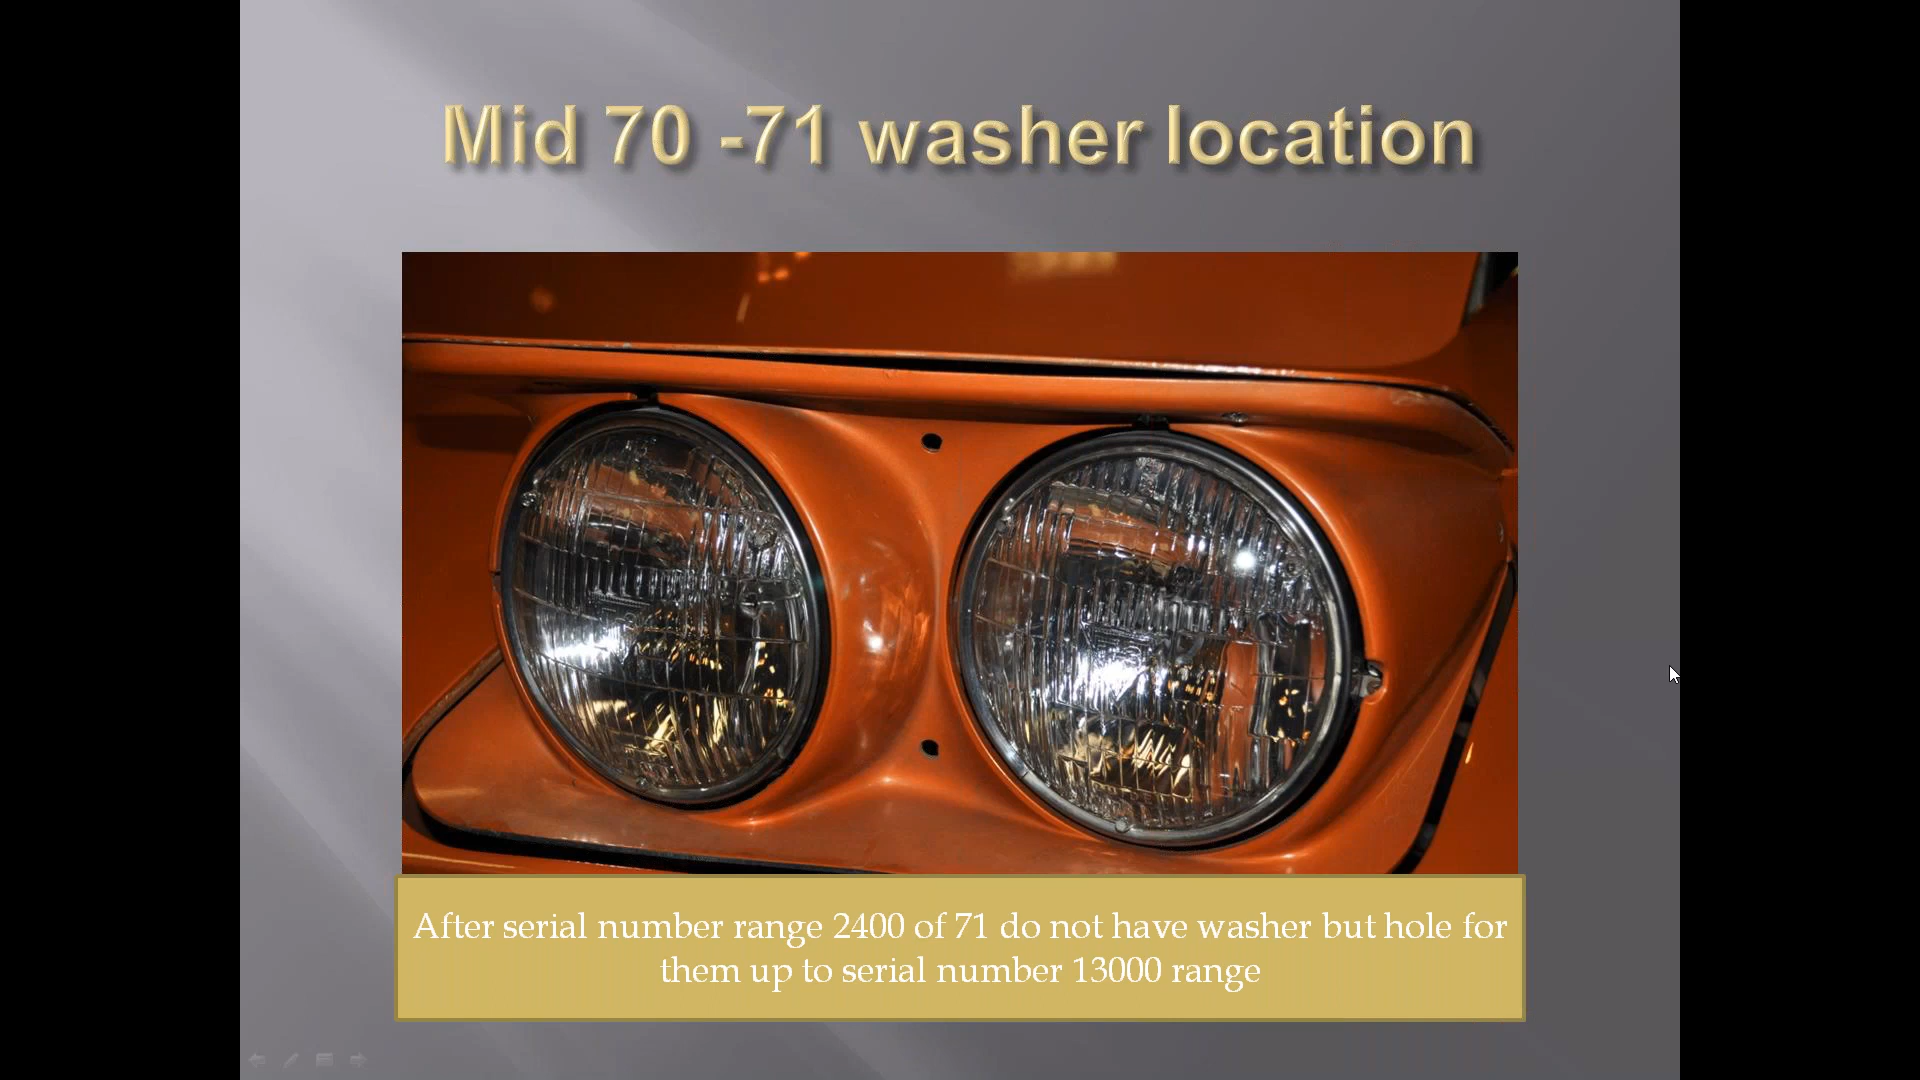 Mid 70 -71 washer location
After serial number range 2400 of 71 do not have washer but hole for
them up to serial number 13000 range